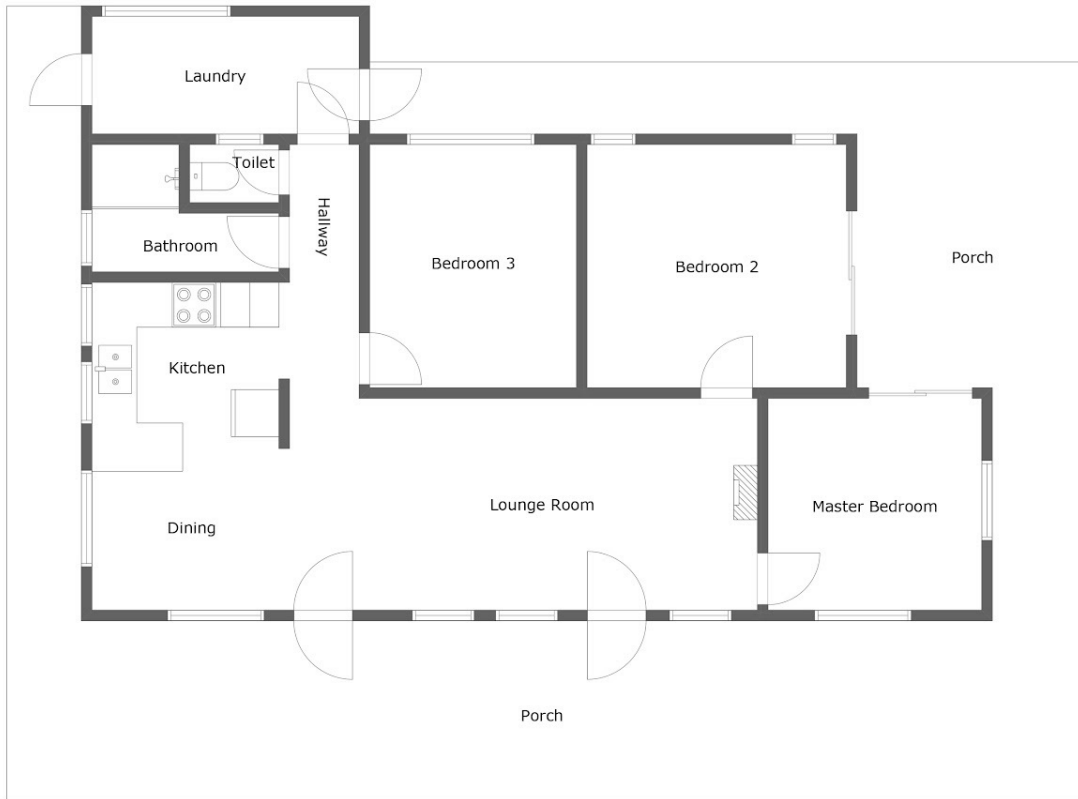 Laundry
Toilet
Hallway
Bathroom
Bedroom 3
Bedroom 2
Porch
Kitchen
Lounge Room
Master Bedroom
Dining
Porch